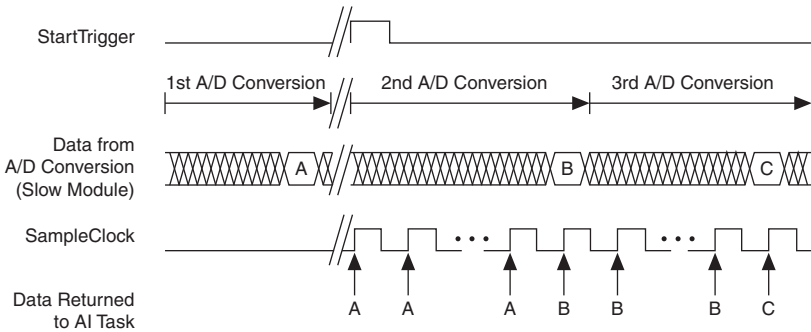 StartTrigger
1st A/D Conversion 2nd A/D Conversion 3rd A/D Conversion
Data from
A/D Conversion
(Slow Module)
A B C
SampleClock
Data Returned
to AI Task
A A A B B B C